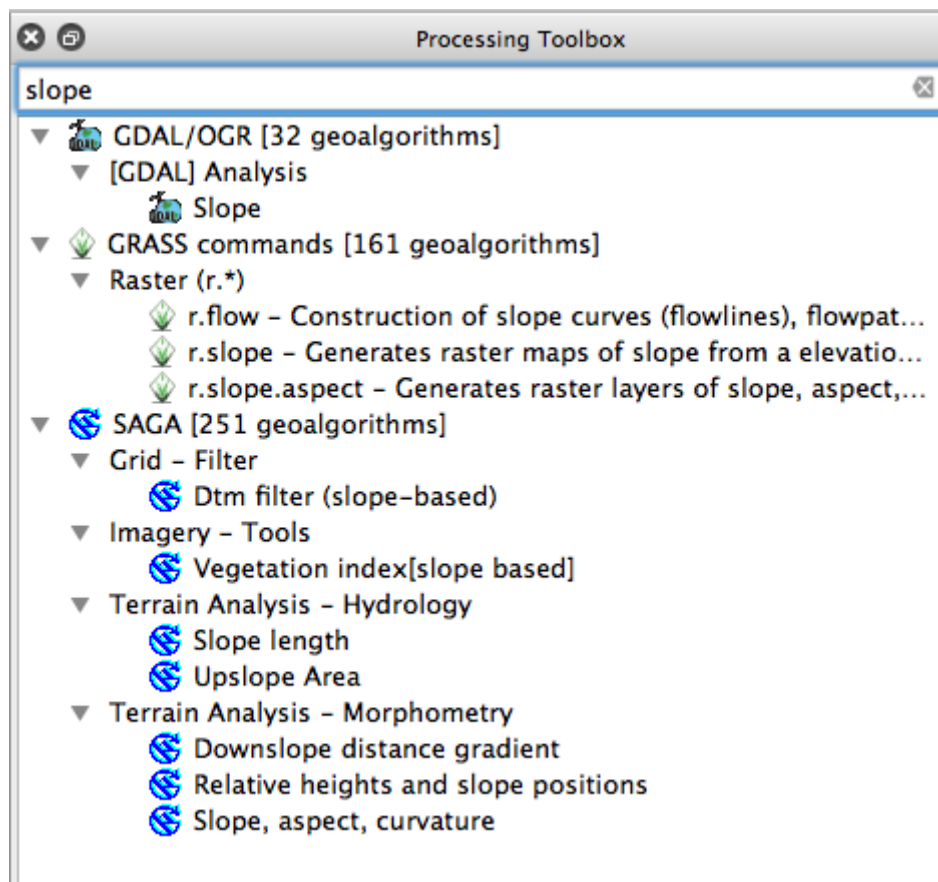 Processing Toolbox
slope
GDAL/OGR [32 geoalgorithms]
[GDAL] Analysis
Slope
GRASS commands [161 geoalgorithms]
Raster (r.*)
r.flow – Construction of slope curves (flowlines), flowpat...
r.slope – Generates raster maps of slope from a elevatio...
r.slope.aspect – Generates raster layers of slope, aspect,...
SAGA [251 geoalgorithms]
Grid – Filter
Dtm filter (slope-based)
Imagery – Tools
Vegetation index[slope based]
Terrain Analysis – Hydrology
Slope length
Upslope Area
Terrain Analysis – Morphometry
Downslope distance gradient
Relative heights and slope positions
Slope, aspect, curvature